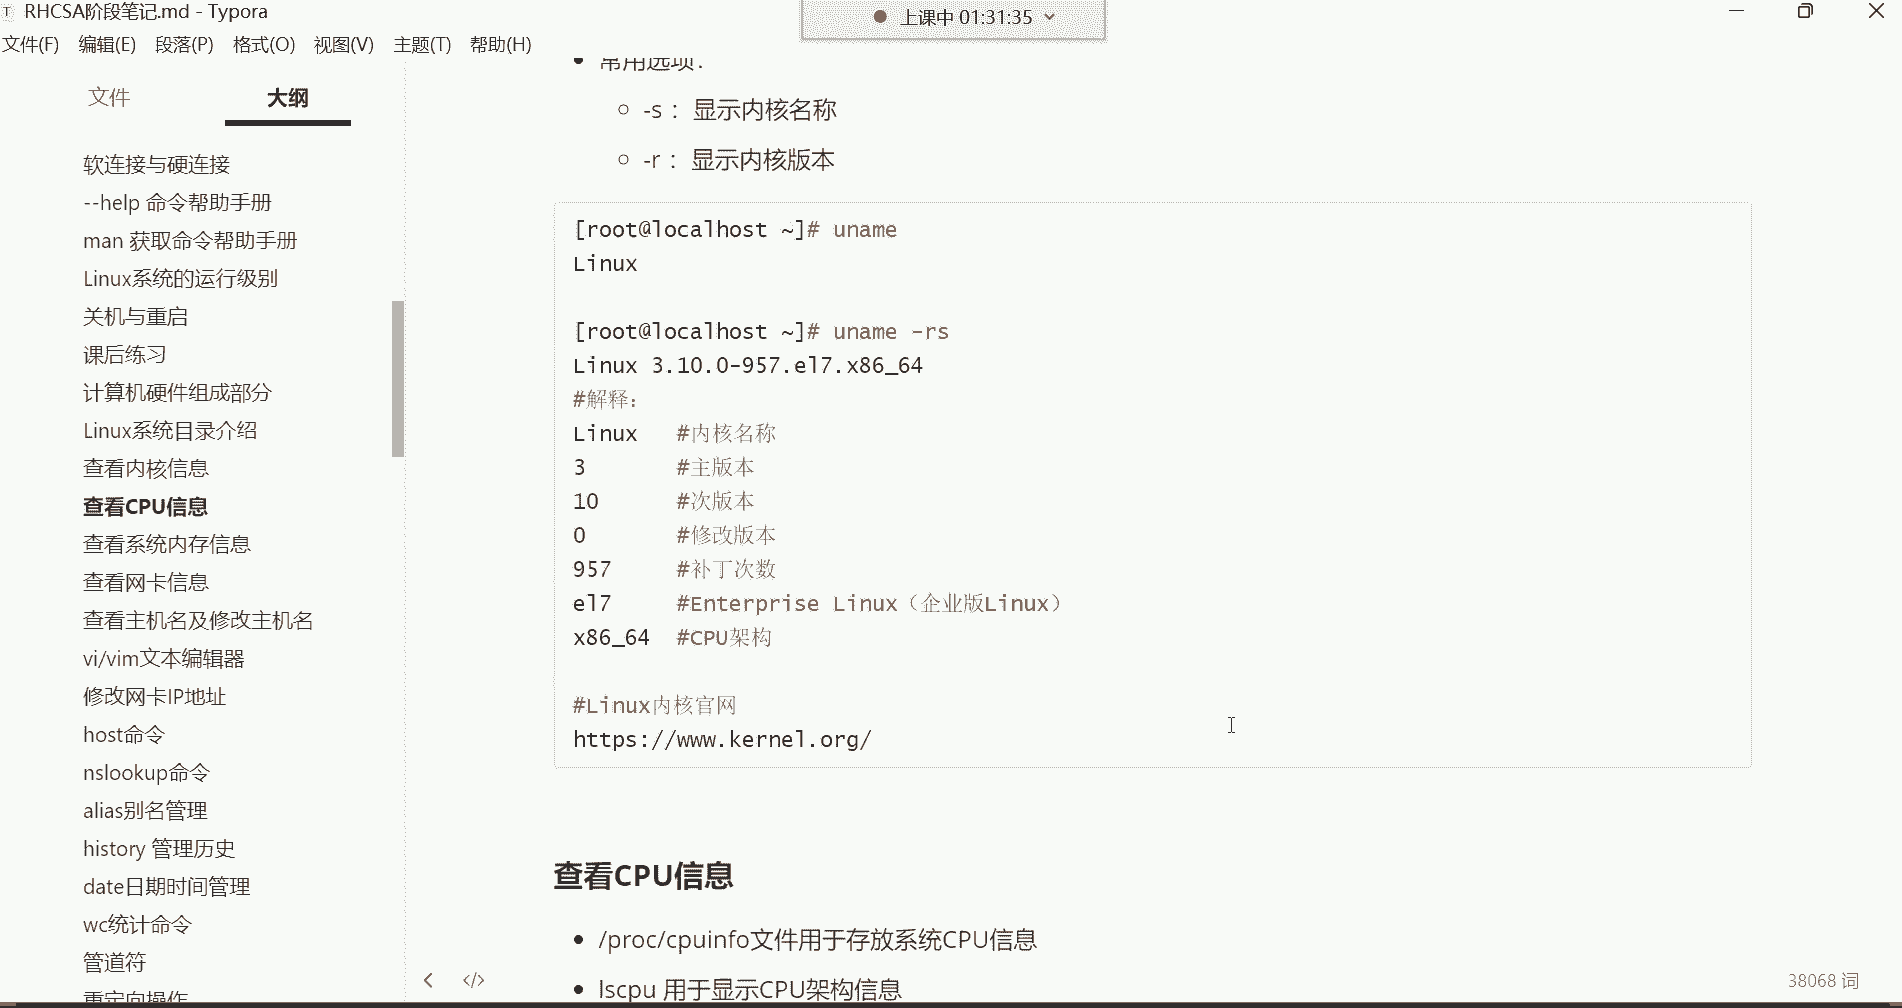 RHCSA阶段笔记.md - Typora
上课中 01:31:35
文件(F) 编辑(E) 段落(P) 格式(O) 视图(V) 主题(T) 帮助(H)
文件 大纲
软连接与硬连接
--help 命令帮助手册
man 获取命令帮助手册
Linux系统的运行级别
关机与重启
课后练习
计算机硬件组成部分
Linux系统目录介绍
查看内核信息
查看CPU信息
查看系统内存信息
查看网卡信息
查看主机名及修改主机名
vi/vim文本编辑器
修改网卡IP地址
host命令
nslookup命令
alias别名管理
history 管理历史
date日期时间管理
wc统计命令
管道符
重定向操作
常用选项：
-s ： 显示内核名称
-r ： 显示内核版本
[root@localhost ~]# uname
Linux
[root@localhost ~]# uname -rs
Linux 3.10.0-957.el7.x86_64
#解释：
Linux #内核名称
3 #主版本
10 #次版本
0 #修改版本
957 #补丁次数
el7 #Enterprise Linux（企业版Linux）
x86_64 #CPU架构
#Linux内核官网
https://www.kernel.org/
查看CPU信息
/proc/cpuinfo文件用于存放系统CPU信息
lscpu 用于显示CPU架构信息
38068 词